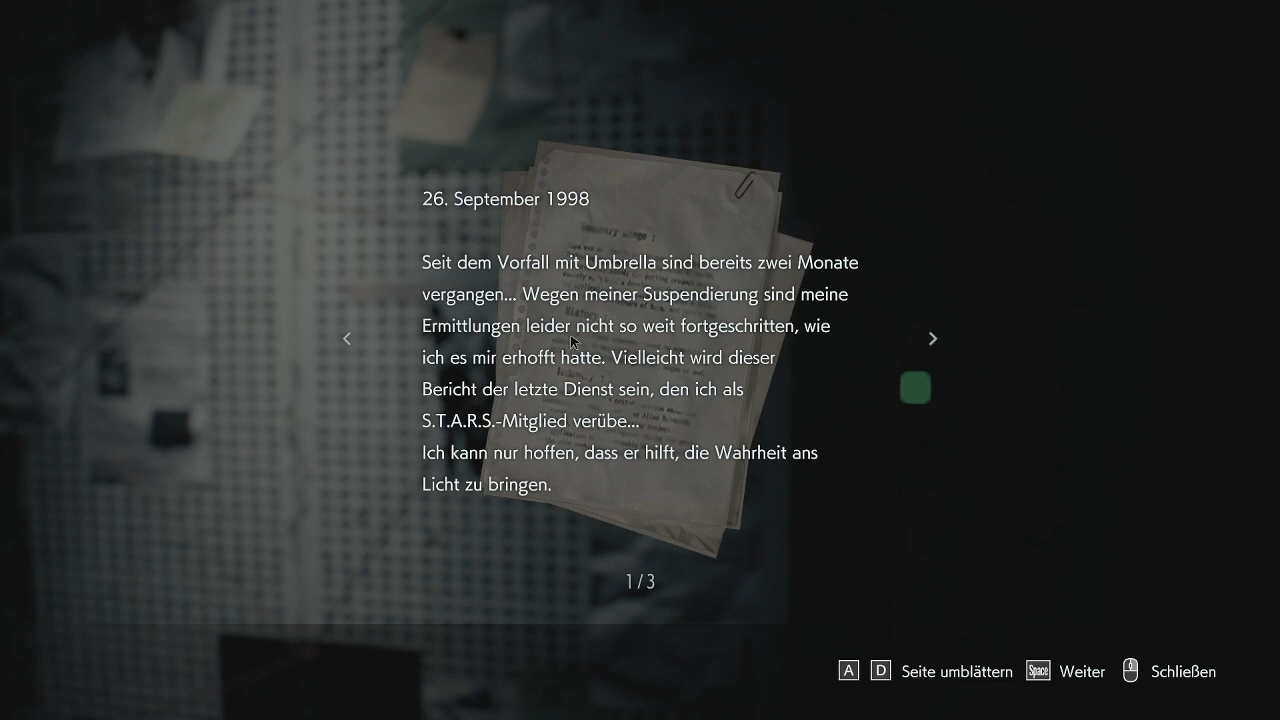 26. September 1998
Seit dem Vorfall mit Umbrella sind bereits zwei Monate
vergangen... Wegen meiner Suspendierung sind meine
Ermittlungen leider nicht so weit fortgeschritten, wie
ich es mir erhofft hatte. Vielleicht wird dieser
Bericht der letzte Dienst sein, den ich als
S.T.A.R.S.-Mitglied verübe...
Ich kann nur hoffen, dass er hilft, die Wahrheit ans
Licht zu bringen.
1/3
A D Seite umblättern Space Weiter Schließen